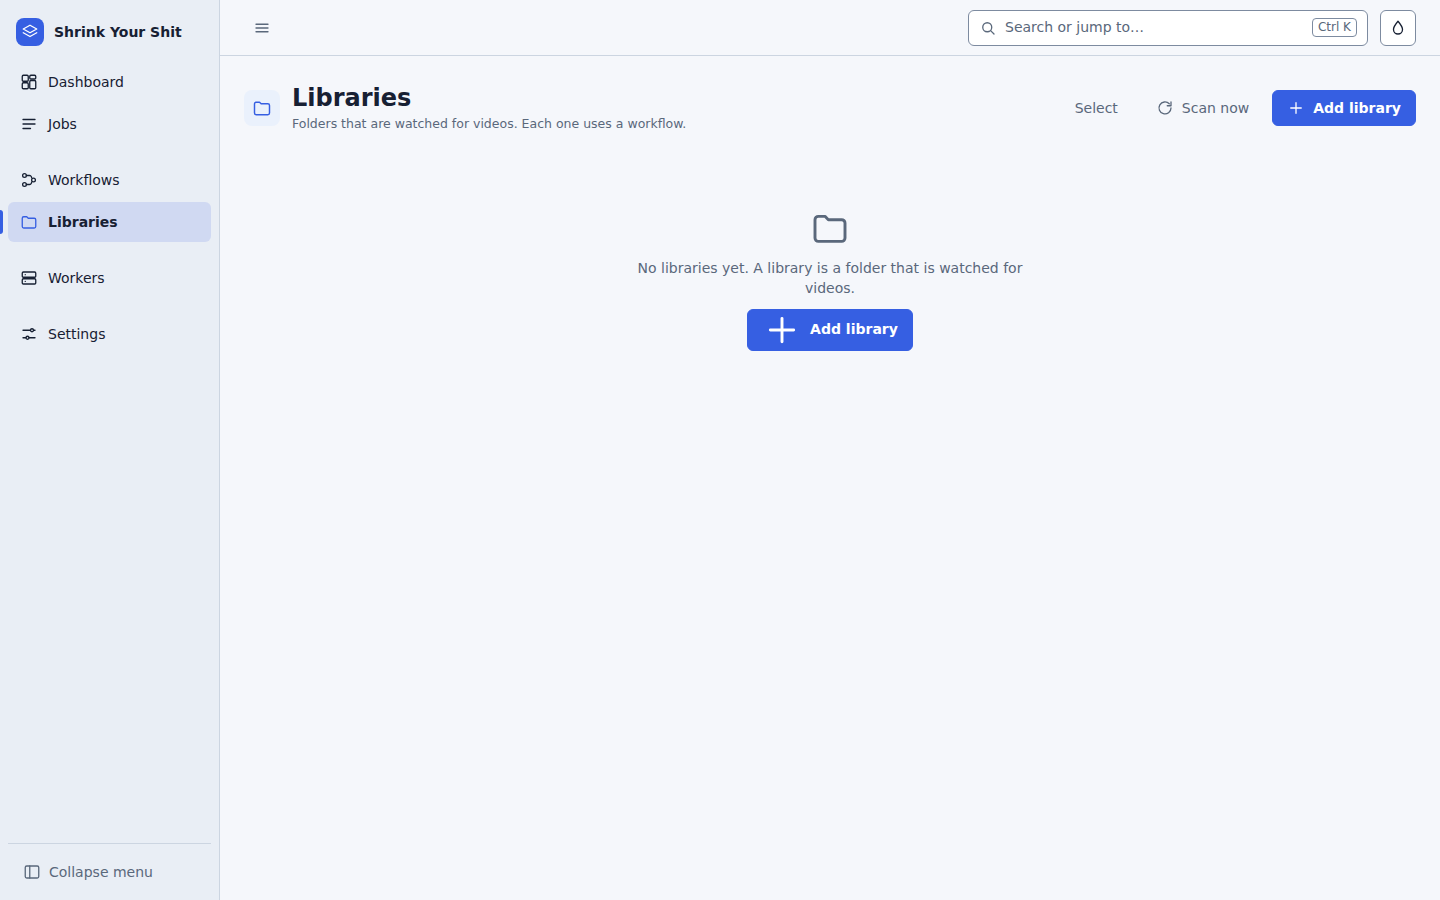 Shrink Your Shit
Search or jump to…
Ctrl K
Dashboard
Jobs
Workflows
Libraries
Workers
Settings
Collapse menu
Libraries
Folders that are watched for videos. Each one uses a workflow.
Select
Scan now
Add library
No libraries yet. A library is a folder that is watched for
videos.
Add library